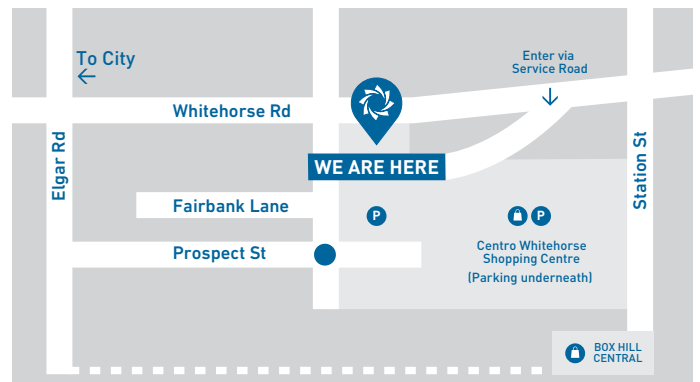 To City
Enter via
Service Road
Whitehorse Rd
Elgar Rd
WE ARE HERE
Station St
Fairbank Lane
P
P
Prospect St
Centro Whitehorse
Shopping Centre
(Parking underneath)
BOX HILL
CENTRAL